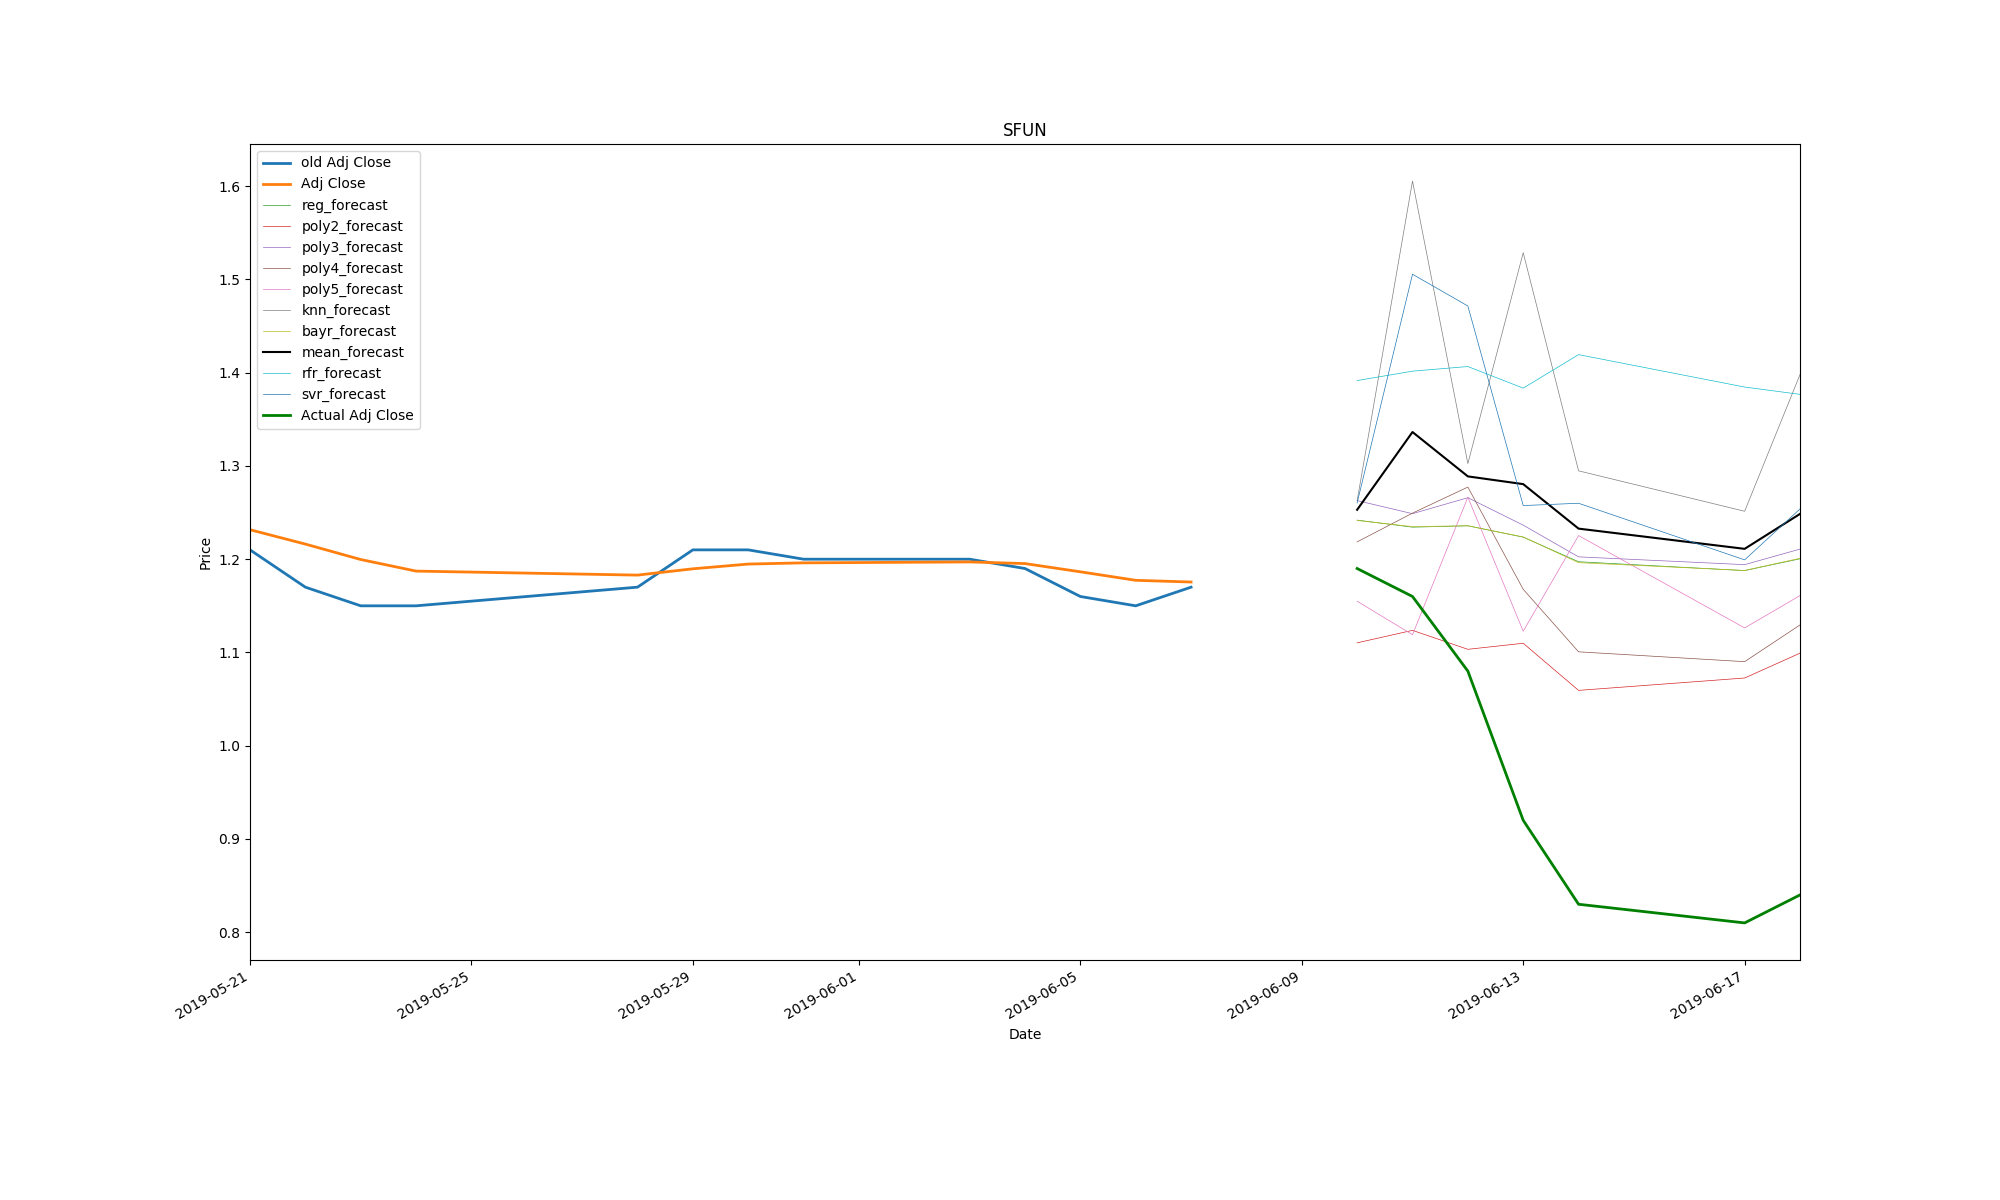 SFUN
old Adj Close
Adj Close
reg_forecast
poly2_forecast
poly3_forecast
poly4_forecast
poly5_forecast
knn_forecast
bayr_forecast
mean_forecast
rfr_forecast
svr_forecast
Actual Adj Close
1.6
1.5
1.4
1.3
1.2
1.1
1.0
0.9
0.8
Price
2019-05-21
2019-05-25
2019-05-29
2019-06-01
2019-06-05
2019-06-09
2019-06-13
2019-06-17
Date